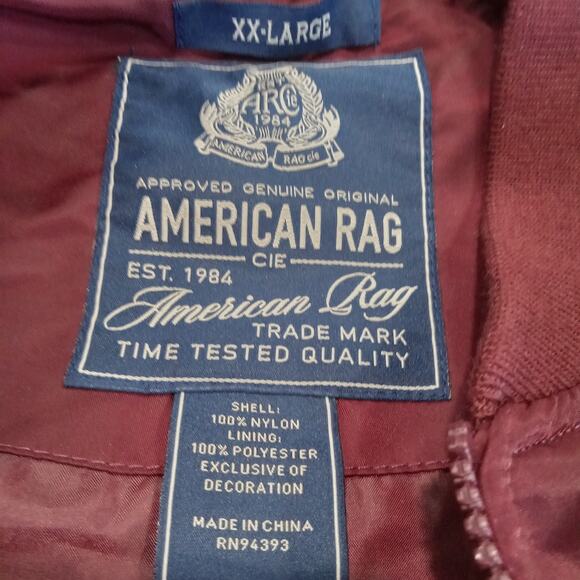 XX-LARGE
ARC
cie
1984
AMERICAN RAG cie
APPROVED GENUINE ORIGINAL
AMERICAN RAG
CIE
EST. 1984
American Rag
TRADE MARK
TIME TESTED QUALITY
SHELL:
100% NYLON
LINING:
100% POLYESTER
EXCLUSIVE OF
DECORATION
MADE IN CHINA
RN94393